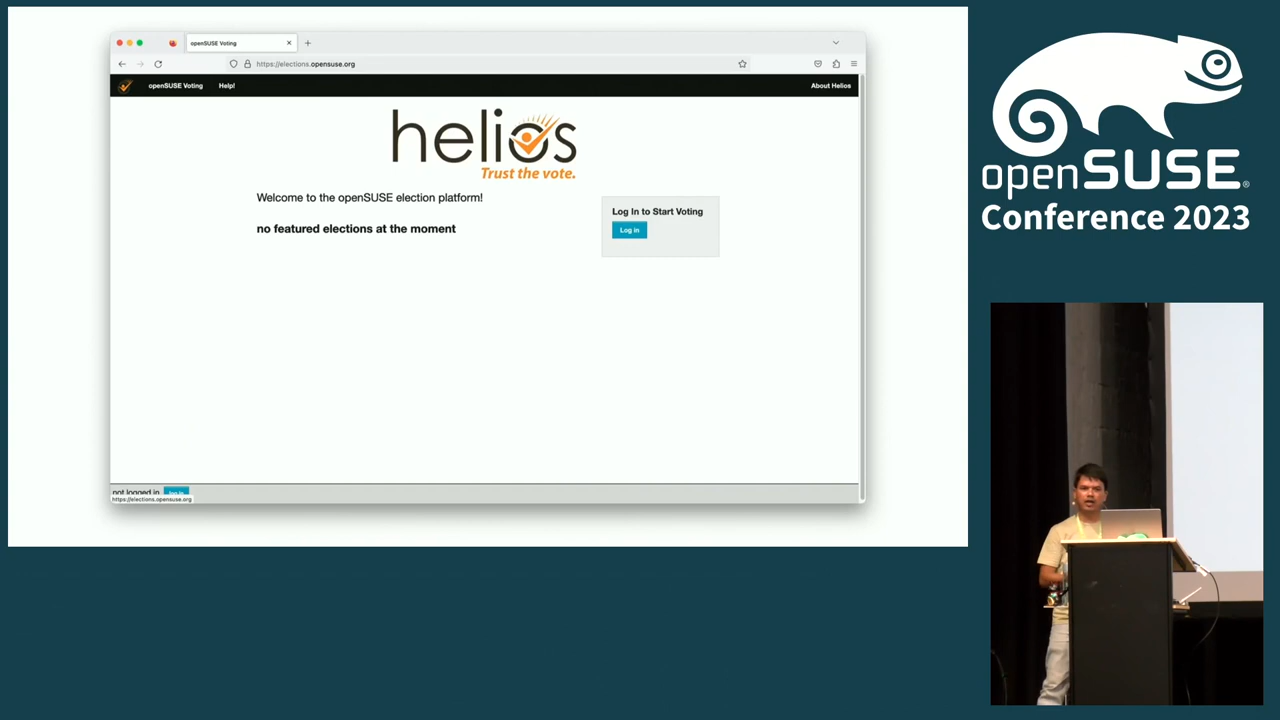 openSUSE Voting
https://elections.opensuse.org
openSUSE Voting Help! About Helios
helios
Trust the vote.
Welcome to the openSUSE election platform!
no featured elections at the moment
Log In to Start Voting
Log in
not logged in log in
https://elections.opensuse.org
openSUSE®
Conference 2023